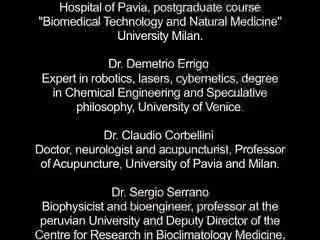 Hospital of Pavia, postgraduate course
"Biomedical Technology and Natural Medicine"
University Milan.
Dr. Demetrio Errigo
Expert in robotics, lasers, cybernetics, degree
in Chemical Engineering and Speculative
philosophy, University of Venice.
Dr. Claudio Corbellini
Doctor, neurologist and acupuncturist, Professor
of Acupuncture, University of Pavia and Milan.
Dr. Sergio Serrano
Biophysicist and bioengineer, professor at the
peruvian University and Deputy Director of the
Centre for Research in Bioclimatology Medicine,